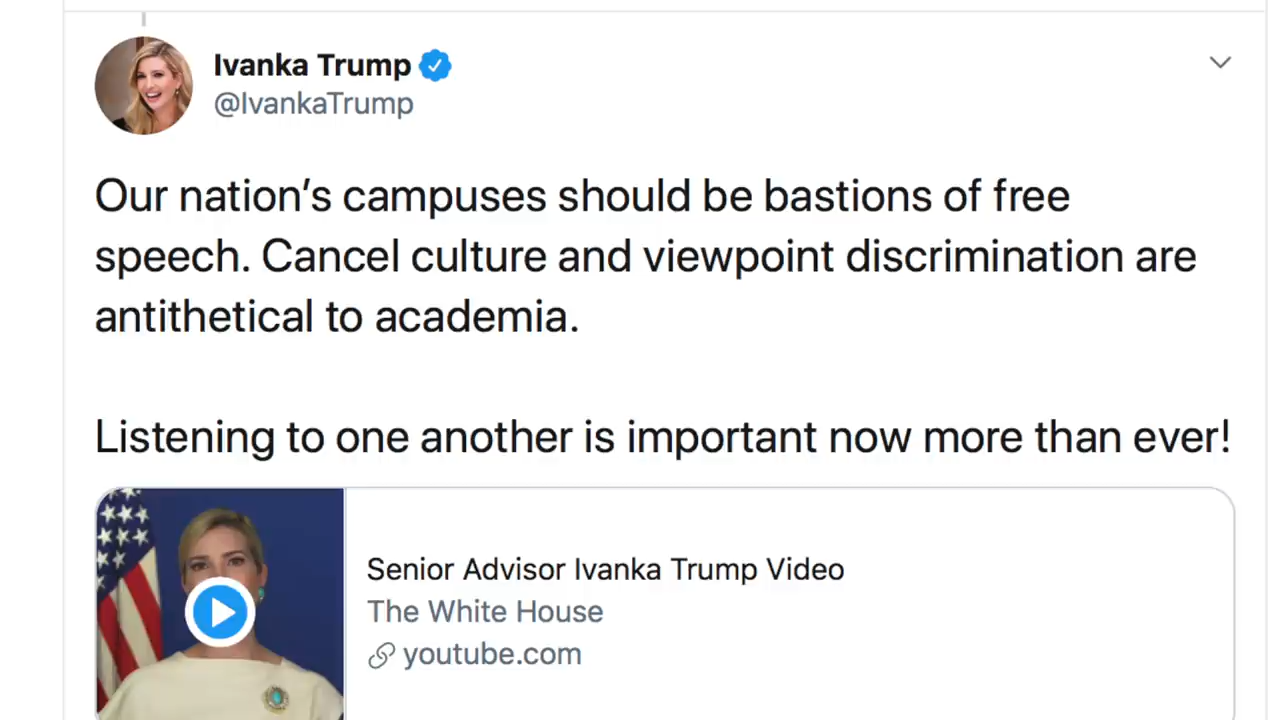 Ivanka Trump
@IvankaTrump
Our nation’s campuses should be bastions of free
speech. Cancel culture and viewpoint discrimination are
antithetical to academia.
Listening to one another is important now more than ever!
Senior Advisor Ivanka Trump Video
The White House
youtube.com